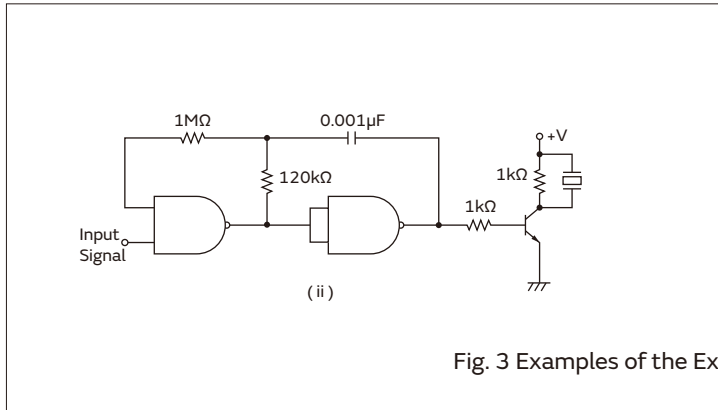 1MΩ
0.001µF
120kΩ
Input
Signal
1kΩ
+V
1kΩ
( ii )
Fig. 3 Examples of the Ex